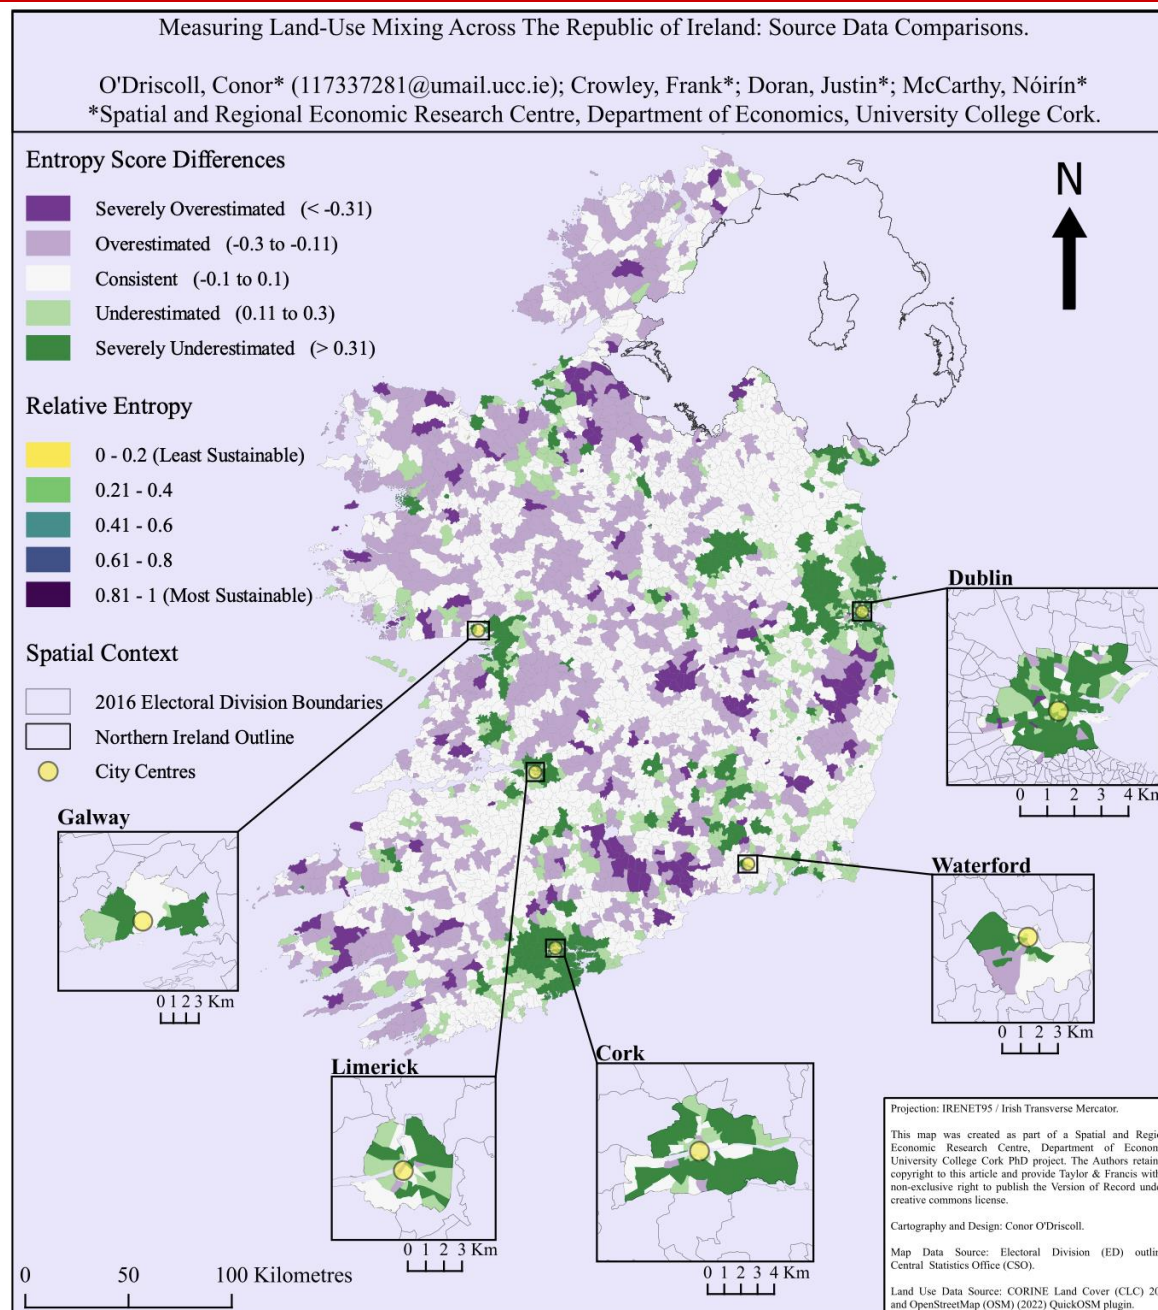 Measuring Land-Use Mixing Across The Republic of Ireland: Source Data Comparisons.
O'Driscoll, Conor* (117337281@umail.ucc.ie); Crowley, Frank*; Doran, Justin*; McCarthy, Nóirín*
*Spatial and Regional Economic Research Centre, Department of Economics, University College Cork.
Entropy Score Differences
Severely Overestimated (< -0.31)
Overestimated (-0.3 to -0.11)
Consistent (-0.1 to 0.1)
Underestimated (0.11 to 0.3)
Severely Underestimated (> 0.31)
Relative Entropy
0 - 0.2 (Least Sustainable)
0.21 - 0.4
0.41 - 0.6
0.61 - 0.8
0.81 - 1 (Most Sustainable)
Spatial Context
2016 Electoral Division Boundaries
Northern Ireland Outline
City Centres
N
Dublin
0 1 2 3 4 Km
Galway
0 1 2 3 Km
Waterford
0 1 2 3 Km
Limerick
0 1 2 3 Km
Cork
0 1 2 3 4 Km
0 50 100 Kilometres
Projection: IRENET95 / Irish Transverse Mercator.
This map was created as part of a Spatial and Regio
Economic Research Centre, Department of Econom
University College Cork PhD project. The Authors retain
copyright to this article and provide Taylor & Francis with
non-exclusive right to publish the Version of Record unde
creative commons license.
Cartography and Design: Conor O'Driscoll.
Map Data Source: Electoral Division (ED) outlin
Central Statistics Office (CSO).
Land Use Data Source: CORINE Land Cover (CLC) 20
and OpenStreetMap (OSM) (2022) QuickOSM plugin.